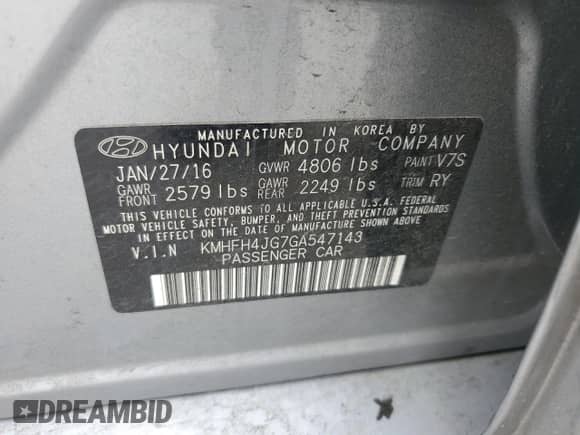 MANUFACTURED IN KOREA BY
HYUNDAI MOTOR COMPANY
JAN/27/16 GVWR 4806 lbs PAINT V7S
GAWR FRONT 2579 lbs GAWR REAR 2249 lbs TRIM RY
THIS VEHICLE CONFORMS TO ALL APPLICABLE U.S.A. FEDERAL
MOTOR VEHICLE SAFETY, BUMPER, AND THEFT PREVENTION STANDARDS
IN EFFECT ON THE DATE OF MANUFACTURE SHOWN ABOVE
V.I.N KMHFH4JG7GA547143
PASSENGER CAR
DREAMBID